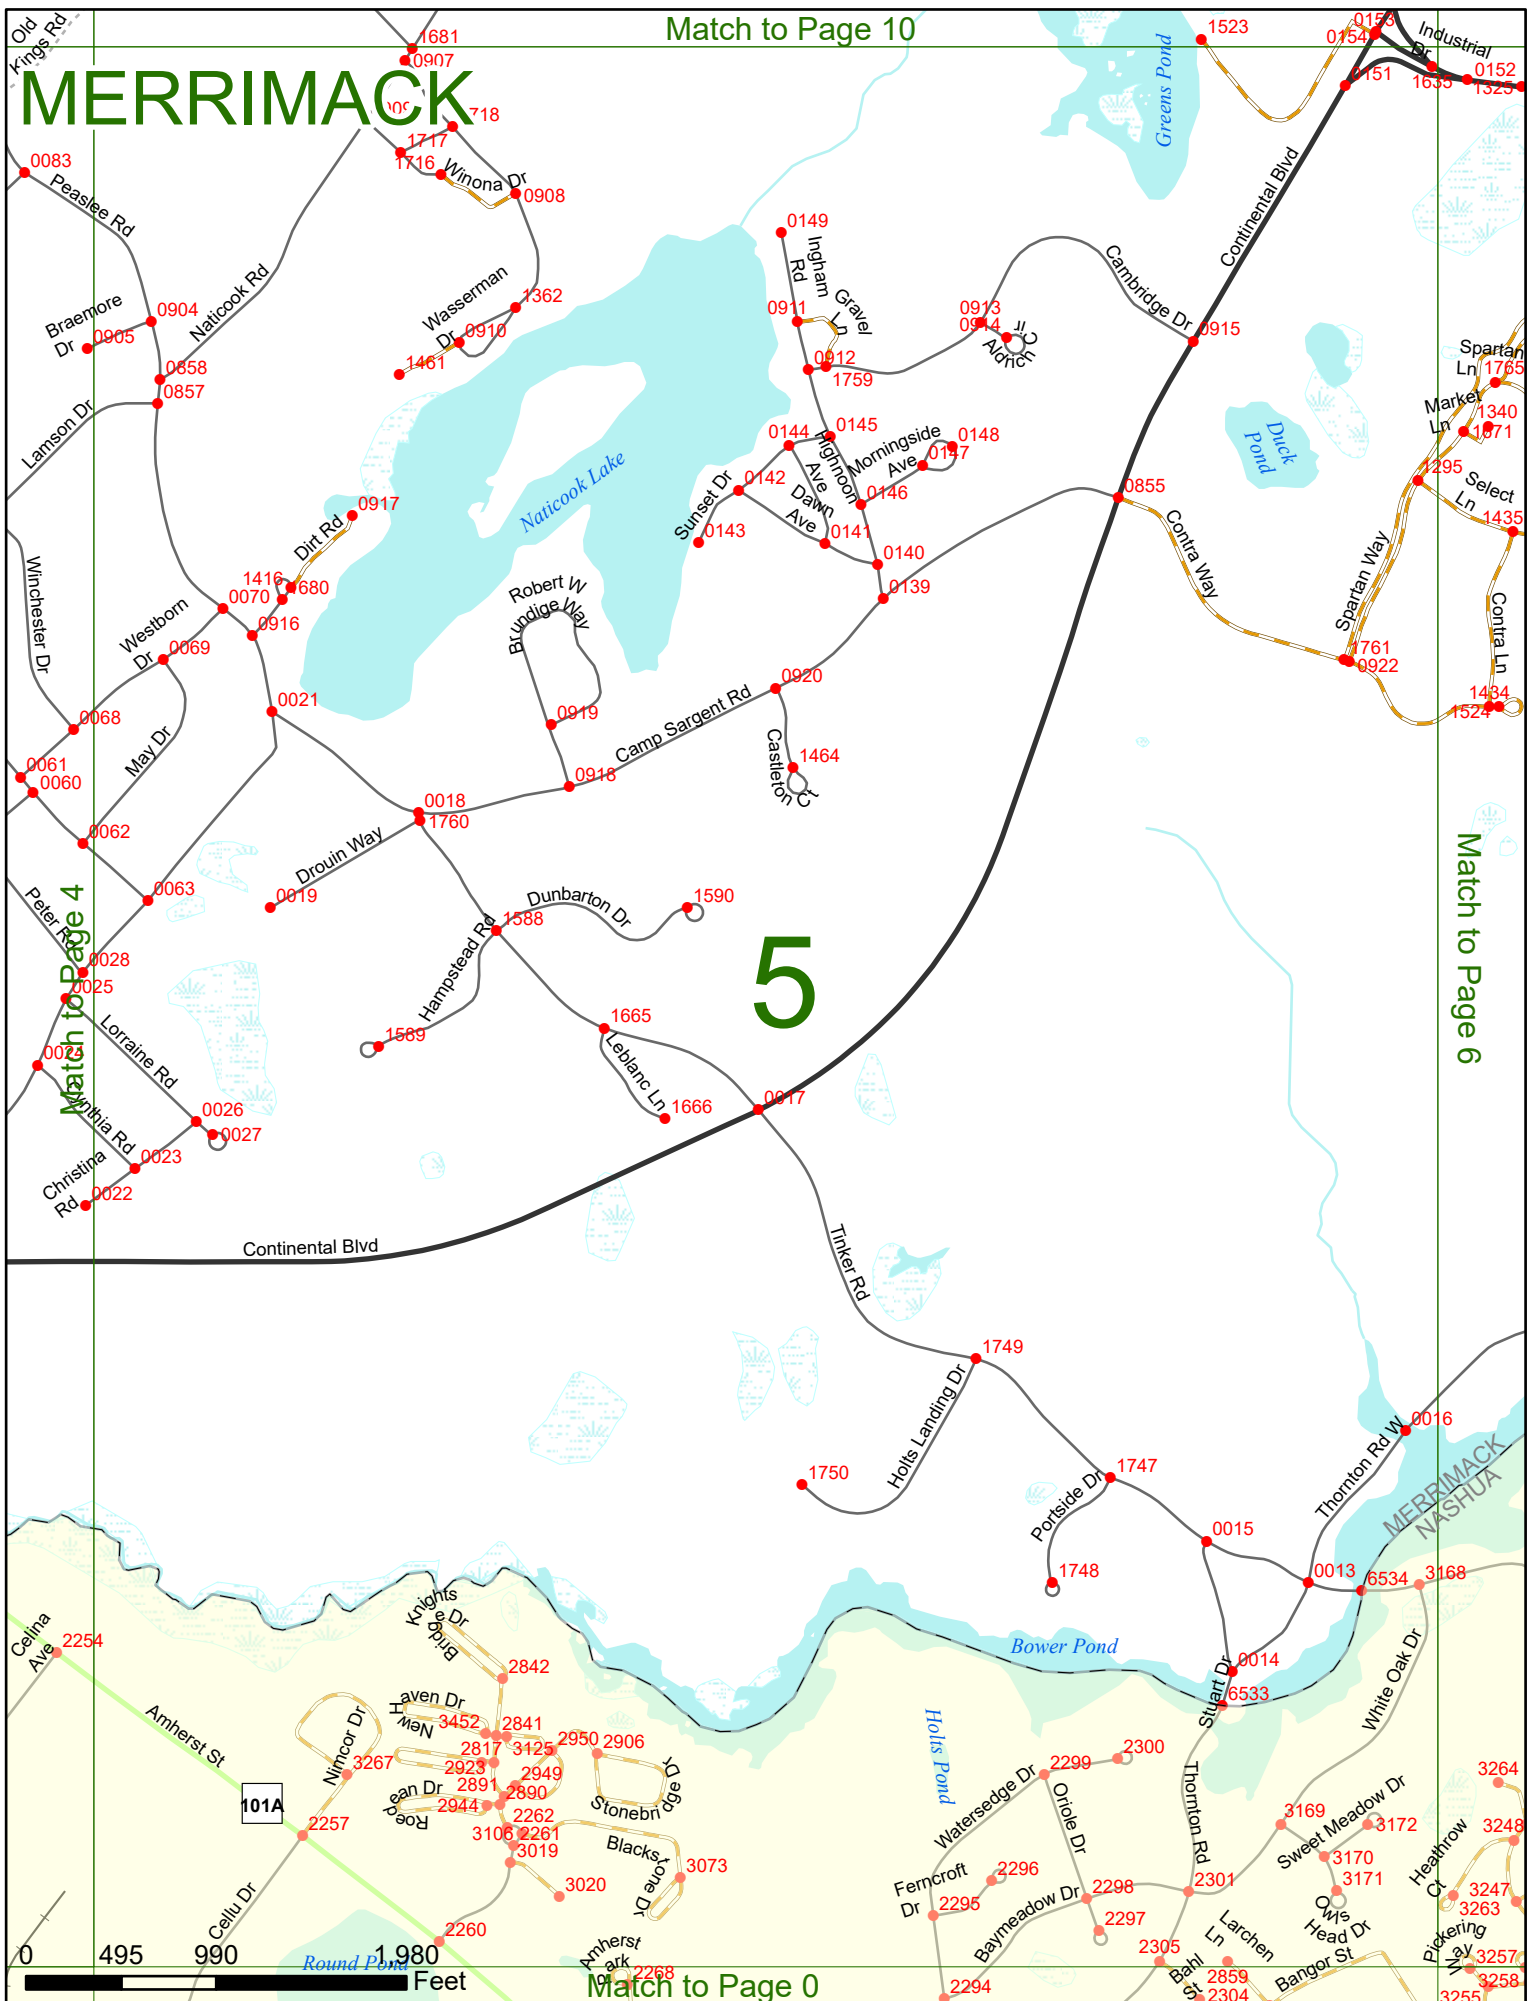 Match to Page 10
Old
Kings Rd
MERRIMACK
1681
0907
1523
0153
0154
Industrial
Dr
0151
1635
0152
1325
Greens Pond
718
1717
1716
Winona Dr
0908
0083
Peaslee Rd
Continental Blvd
0149
Ingham
Rd
Gravel
Ln
Cambridge Dr
Naticook Rd
Wasserman
Dr
1362
0910
1461
Braemore
Dr
0904
0905
0858
0857
0911
0912
1759
0913
0914
Aldrich
Cir
0915
Spartan
Ln
1765
Market
Ln
1340
1671
Duck
Pond
Lamson Dr
0144
0145
Highnoon
Ave
Morningside
Ave
0148
0147
0142
Sunset Dr
0143
Dawn
Ave
0146
0141
0140
0139
Naticook Lake
0855
Contra Way
1295
Select
Ln
1435
Spartan Way
Contra Ln
1761
0922
1434
1524
0917
Dirt Rd
1416
1680
0070
0916
Winchester Dr
Westborn
Dr
0069
Robert W
Brundige Way
0021
0068
May Dr
0919
0920
Camp Sargent Rd
0061
0060
0918
Castleton Ct
1464
0018
1760
0062
Drouin Way
0063
0019
Match to Page 4
Match to Page 6
Peter Rd
Dunbarton Dr
1590
1588
Hampstead Rd
5
0028
0025
Lorraine Rd
1589
1665
Leblanc Ln
0024
Cynthia Rd
1666
0017
0026
0027
0023
Christina
Rd
0022
Continental Blvd
Tinker Rd
1749
Holts Landing Dr
1750
0016
Thornton Rd W
MERRIMACK
NASHUA
Portside Dr
1747
0015
1748
0013
6534
3168
Bower Pond
0014
Stuart Dr
6533
White Oak Dr
Celina
Ave
2254
Knights
Bridge Dr
2842
Amherst St
New Haven Dr
3452
2841
3125
2950
2906
Nimcor Dr
3267
2817
2923
2949
2891
2890
Roedean Dr
2944
Stonebridge Dr
Holts Pond
2299
2300
Watersedge Dr
Oriole Dr
Thornton Rd
3264
101A
2257
2262
3106
2261
3019
Blackstone Dr
3073
3020
3169
Sweet Meadow Dr
3172
3170
3171
Heathrow
Ct
3248
3247
3263
Ferncroft
Dr
2296
2295
Baymeadow Dr
2298
2301
2297
Owls
Head Dr
Cellu Dr
2260
Round Pond
Amherst
Park
2268
2305
Larchen
Ln
Bahl
St
2859
2304
Bangor St
Pickering
Way
3257
3258
3255
2294
0 495 990 1,980
Feet
Match to Page 0